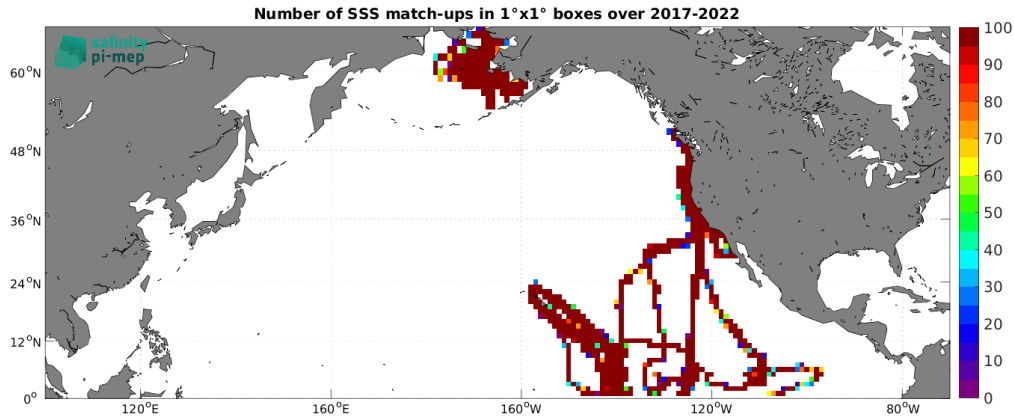 Number of SSS match-ups in 1°x1° boxes over 2017-2022
salinity
pi-mep
60°N
48°N
36°N
24°N
12°N
0°
120°E
160°E
160°W
120°W
80°W
100
90
80
70
60
50
40
30
20
10
0